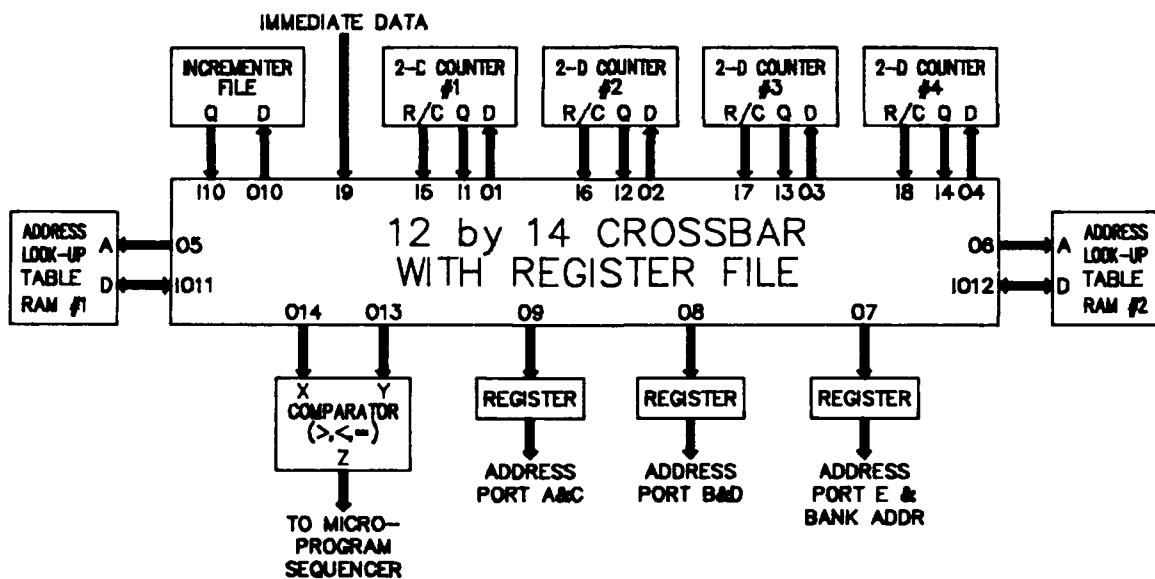 IMMEDIATE DATA
INCREMENTER
FILE
Q D
2-C COUNTER
#1
R/C Q D
2-D COUNTER
#2
R/C Q D
2-D COUNTER
#3
R/C Q D
2-D COUNTER
#4
R/C Q D
I10 O10 I9 I5 I1 O1 I6 I2 O2 I7 I3 O3 I8 I4 O4
ADDRESS
LOOK-UP
TABLE
RAM #1
A
D
O5
IO11
12 by 14 CROSSBAR
WITH REGISTER FILE
O6
IO12
A
D
ADDRESS
LOOK-UP
TABLE
RAM #2
O14 O13 O9 O8 O7
X Y
COMPARATOR
(>,<,=)
Z
REGISTER
REGISTER
REGISTER
ADDRESS
PORT A&C
ADDRESS
PORT B&D
ADDRESS
PORT E &
BANK ADDR
TO MICRO-
PROGRAM
SEQUENCER